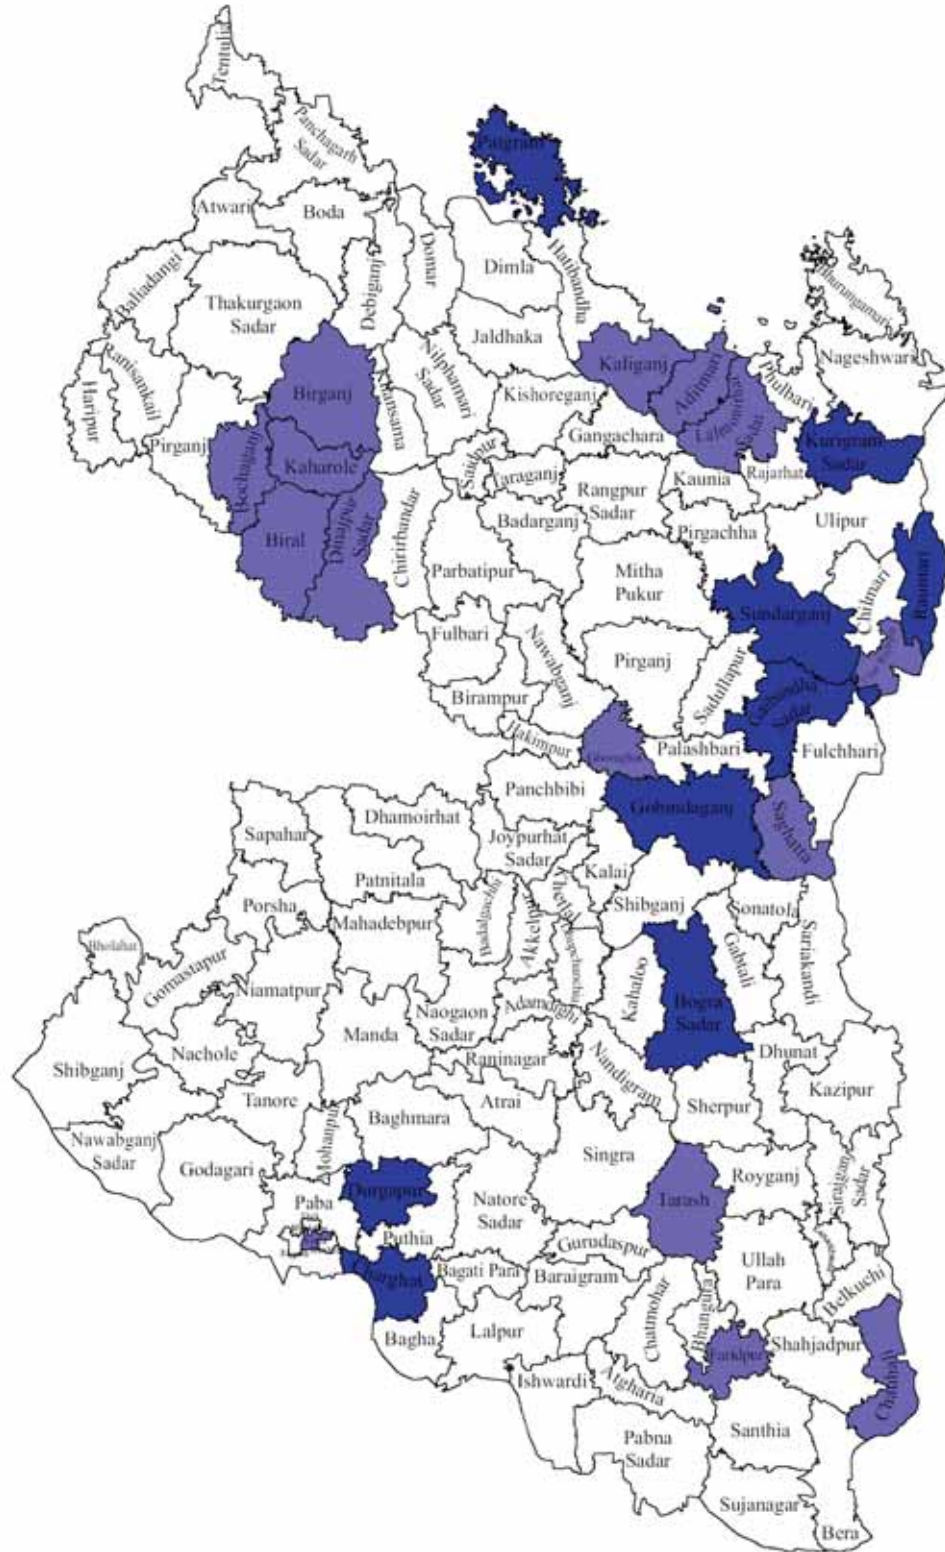 Tentulia
Panchagarh
Sadar
Patgram
Atwari
Boda
Debiganj
Domar
Dimla
Hatibandha
Baliadangi
Thakurgaon
Sadar
Jaldhaka
Bhurungamari
Nageshwari
Ranisankail
Haripur
Pirganj
Birganj
Khansama
Nilphamari
Sadar
Kishoreganj
Kaliganj
Aditmari
Lalmonirhat
Sadar
Phulbari
Kurigram
Sadar
Bochaganj
Kaharole
Saidpur
Taraganj
Gangachara
Kaunia
Rajarhat
Biral
Dinajpur
Sadar
Chirirbandar
Parbatipur
Badarganj
Rangpur
Sadar
Pirgachha
Ulipur
Mitha
Pukur
Sundarganj
Chilmari
Raumari
Fulbari
Nawabganj
Pirganj
Sadullapur
Gaibandha
Sadar
Birampur
Hakimpur
Palashbari
Fulchhari
Panchbibi
Gobindaganj
Saghatta
Sapahar
Dhamoirhat
Joypurhat
Sadar
Kalai
Khetlal
Patnitala
Porsha
Mahadebpur
Badalgachhi
Akkelpur
Shibganj
Sonatola
Sariakandi
Gabtali
Bholahat
Gomastapur
Niamatpur
Kahaloo
Bogra
Sadar
Naogaon
Sadar
Adamdighi
Manda
Nachole
Shibganj
Raninagar
Nandigram
Dhunat
Kazipur
Tanore
Mohanpur
Baghmara
Atrai
Sherpur
Nawabganj
Sadar
Godagari
Singra
Royganj
Sirajganj
Sadar
Durgapur
Paba
Natore
Sadar
Tarash
Puthia
Gurudaspur
Ullah
Para
Charghat
Bagati Para
Baraigram
Belkuchi
Bagha
Lalpur
Chatmohar
Bhangura
Faridpur
Shahjadpur
Chauhali
Ishwardi
Atgharia
Santhia
Pabna
Sadar
Sujanagar
Bera